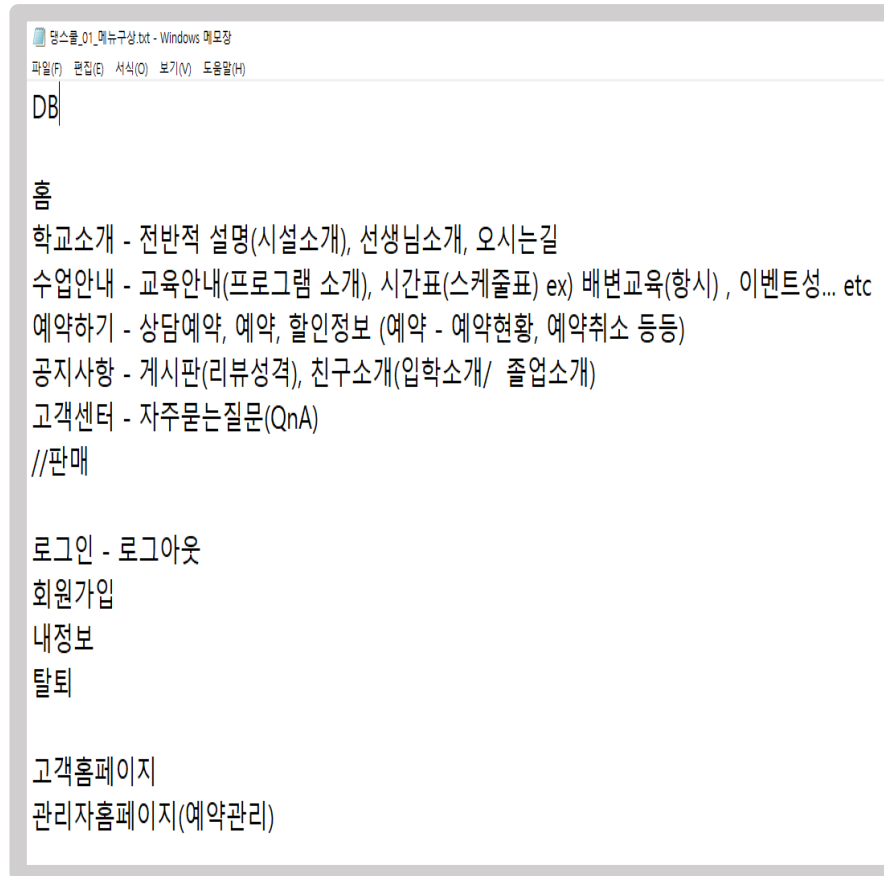 댕스쿨_01_메뉴구상.txt - Windows 메모장
파일(F) 편집(E) 서식(O) 보기(V) 도움말(H)
DB
홈
학교소개 - 전반적 설명(시설소개), 선생님소개, 오시는길
수업안내 - 교육안내(프로그램 소개), 시간표(스케줄표) ex) 배변교육(항시) , 이벤트성... etc
예약하기 - 상담예약, 예약, 할인정보 (예약 - 예약현황, 예약취소 등등)
공지사항 - 게시판(리뷰성격), 친구소개(입학소개/ 졸업소개)
고객센터 - 자주묻는질문(QnA)
//판매
로그인 - 로그아웃
회원가입
내정보
탈퇴
고객홈페이지
관리자홈페이지(예약관리)